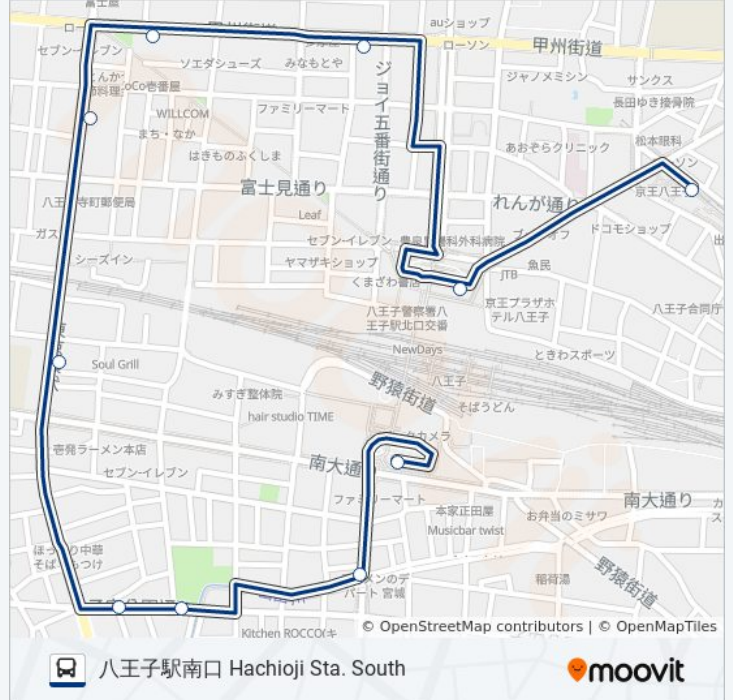 富士屋
auショップ
ローソン
甲州街道
セブン-イレブン
ソエダシューズ
みなもとや
ジャノメミシン
サンクス
oCo壱番屋
ジョイ五番街通り
長田ゆき接骨院
WILLCOM
ファミリーマート
まち・なか
松本眼科
あおぞらクリニック
はきものふくしま
富士見通り
れんが通り
Leaf
ドコモショップ
セブン-イレブン
シーズイン
ヤマザキショップ
魚民
JTB
京王プラザホ
テル八王子
八王子合同庁
八王子警察署八
王子駅北口交番
NewDays
ときわスポーツ
Soul Grill
野猿街道
八王子
みすぎ整体院
そばうどん
hair studio TIME
壱発ラーメン本店
南大通り
セブン-イレブン
ファミリーマート
南大通り
本家正田屋
お弁当のミサワ
Musicbar twist
野猿街道
稲荷湯
Kitchen ROCCO(キ
© OpenStreetMap contributors | © OpenMapTiles
八王子駅南口 Hachioji Sta. South
moovit